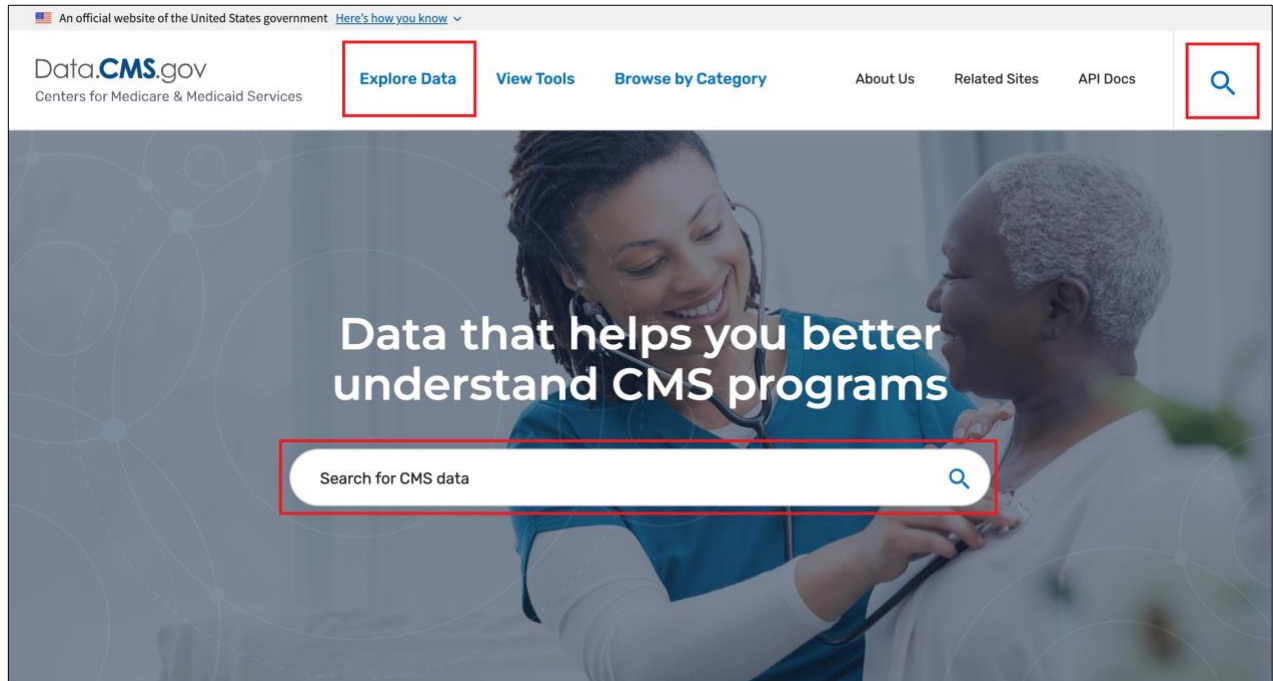 An official website of the United States government Here's how you know
Data.CMS.gov
Centers for Medicare & Medicaid Services
Explore Data View Tools Browse by Category About Us Related Sites API Docs
Data that helps you better
understand CMS programs
Search for CMS data